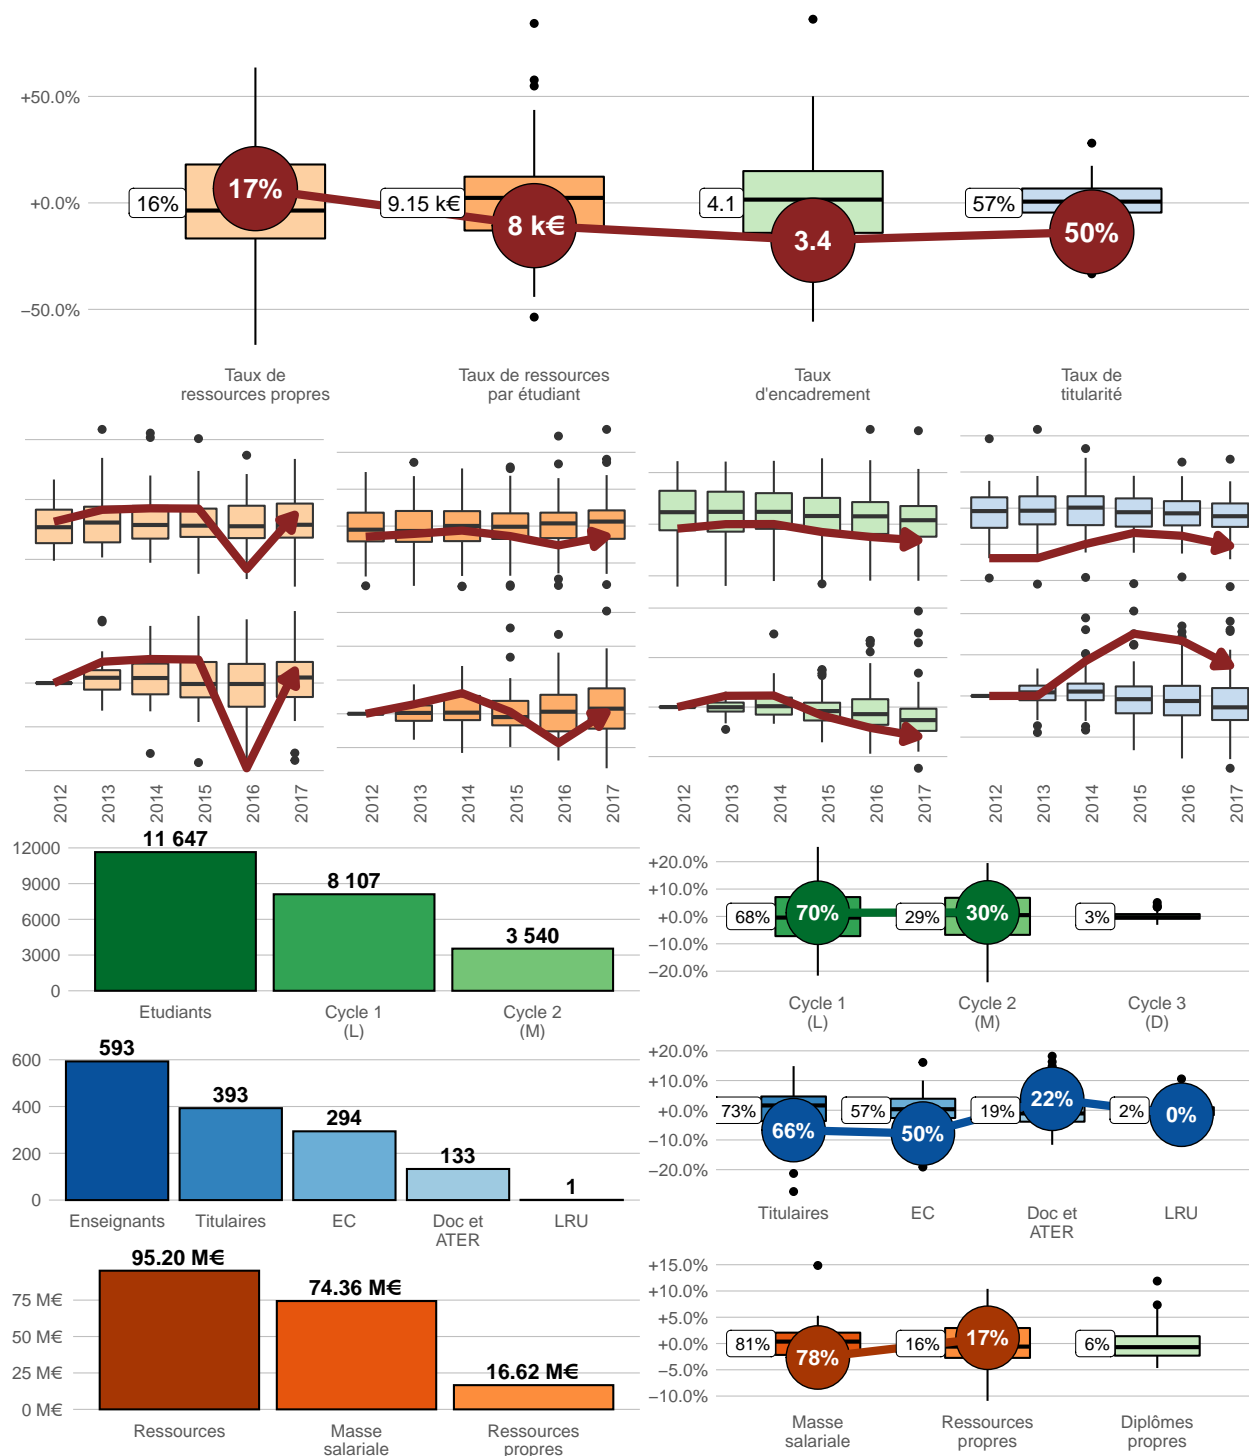 +50.0%
+0.0%
−50.0%
16%
17%
9.15 k€
8 k€
4.1
3.4
57%
50%
Taux de
ressources propres
Taux de ressources
par étudiant
Taux
d'encadrement
Taux de
titularité
2012
2013
2014
2015
2016
2017
2012
2013
2014
2015
2016
2017
2012
2013
2014
2015
2016
2017
2012
2013
2014
2015
2016
2017
12000
9000
6000
3000
0
11 647
8 107
3 540
Etudiants
Cycle 1
(L)
Cycle 2
(M)
+20.0%
+10.0%
+0.0%
−10.0%
−20.0%
68%
70%
29%
30%
3%
Cycle 1
(L)
Cycle 2
(M)
Cycle 3
(D)
600
400
200
0
593
393
294
133
1
Enseignants
Titulaires
EC
Doc et
ATER
LRU
+20.0%
+10.0%
+0.0%
−10.0%
−20.0%
73%
66%
57%
50%
19%
22%
2%
0%
Titulaires
EC
Doc et
ATER
LRU
75 M€
50 M€
25 M€
0 M€
95.20 M€
74.36 M€
16.62 M€
Ressources
Masse
salariale
Ressources
propres
+15.0%
+10.0%
+5.0%
+0.0%
−5.0%
−10.0%
81%
78%
16%
17%
6%
Masse
salariale
Ressources
propres
Diplômes
propres